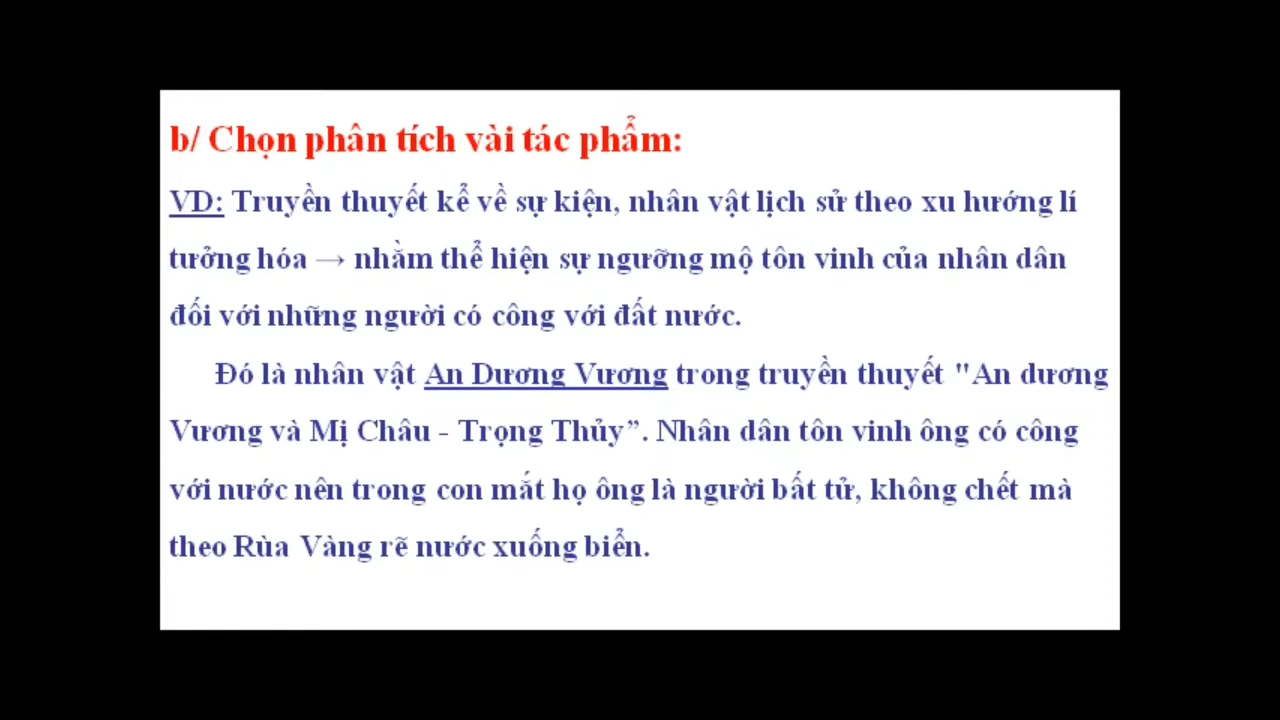 b/ Chọn phân tích vài tác phẩm:
VD: Truyền thuyết kể về sự kiện, nhân vật lịch sử theo xu hướng lí
tưởng hóa → nhằm thể hiện sự ngưỡng mộ tôn vinh của nhân dân
đối với những người có công với đất nước.
Đó là nhân vật An Dương Vương trong truyền thuyết "An dương
Vương và Mị Châu - Trọng Thủy”. Nhân dân tôn vinh ông có công
với nước nên trong con mắt họ ông là người bất tử, không chết mà
theo Rùa Vàng rẽ nước xuống biển.